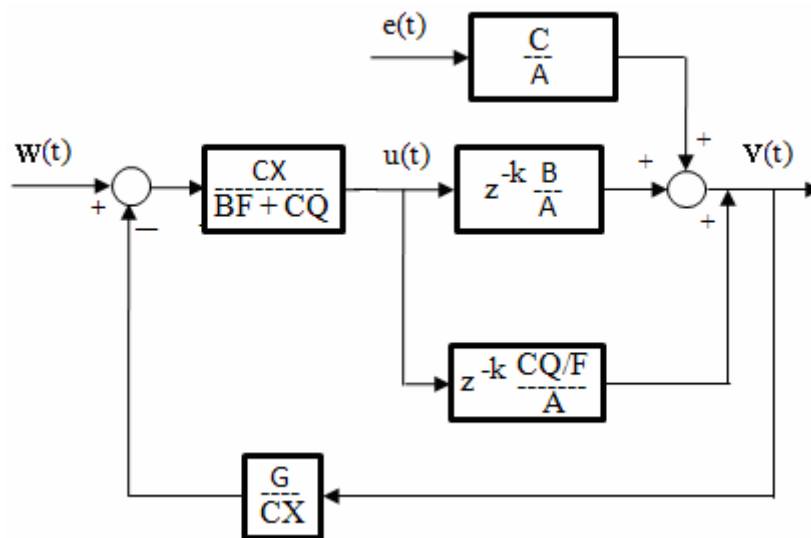 e(t)
C
A
+
w(t)
+
−
CX
BF + CQ
u(t)
z-k B
A
+
+
v(t)
z-k CQ/F
A
G
CX